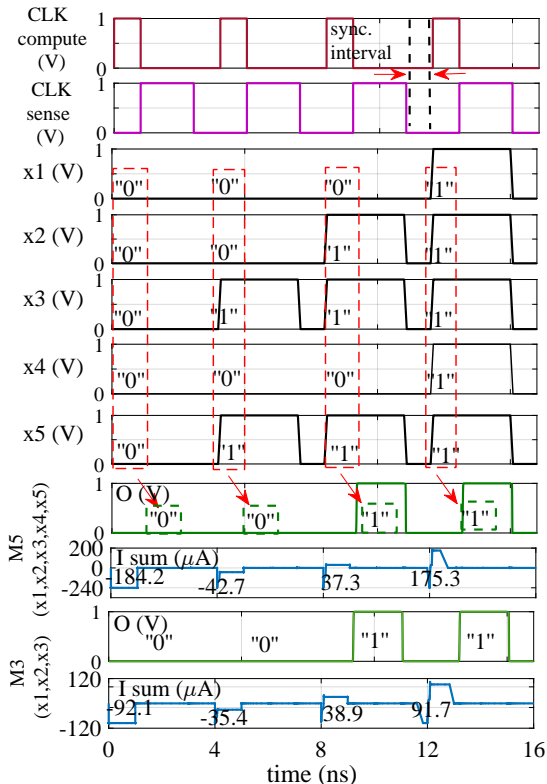 CLK
compute
(V)
1
0
sync.
interval
CLK
sense
(V)
1
0
x1 (V)
1
0
"0" "0" "0" "1"
x2 (V)
1
0
"0" "0" "1" "1"
x3 (V)
1
0
"0" "1" "1" "1"
x4 (V)
1
0
"0" "0" "0" "1"
x5 (V)
1
0
"0" "1" "1" "1"
M5
(x1,x2,x3,x4,x5)
1
0
O (V)
"0" "0" "1" "1"
200
0
-240
I sum (μA)
-184.2 -42.7 37.3 175.3
M3
(x1,x2,x3)
1
0
O (V)
"0" "0" "1" "1"
120
0
-120
I sum (μA)
-92.1 -35.4 38.9 91.7
0 4 8 12 16
time (ns)